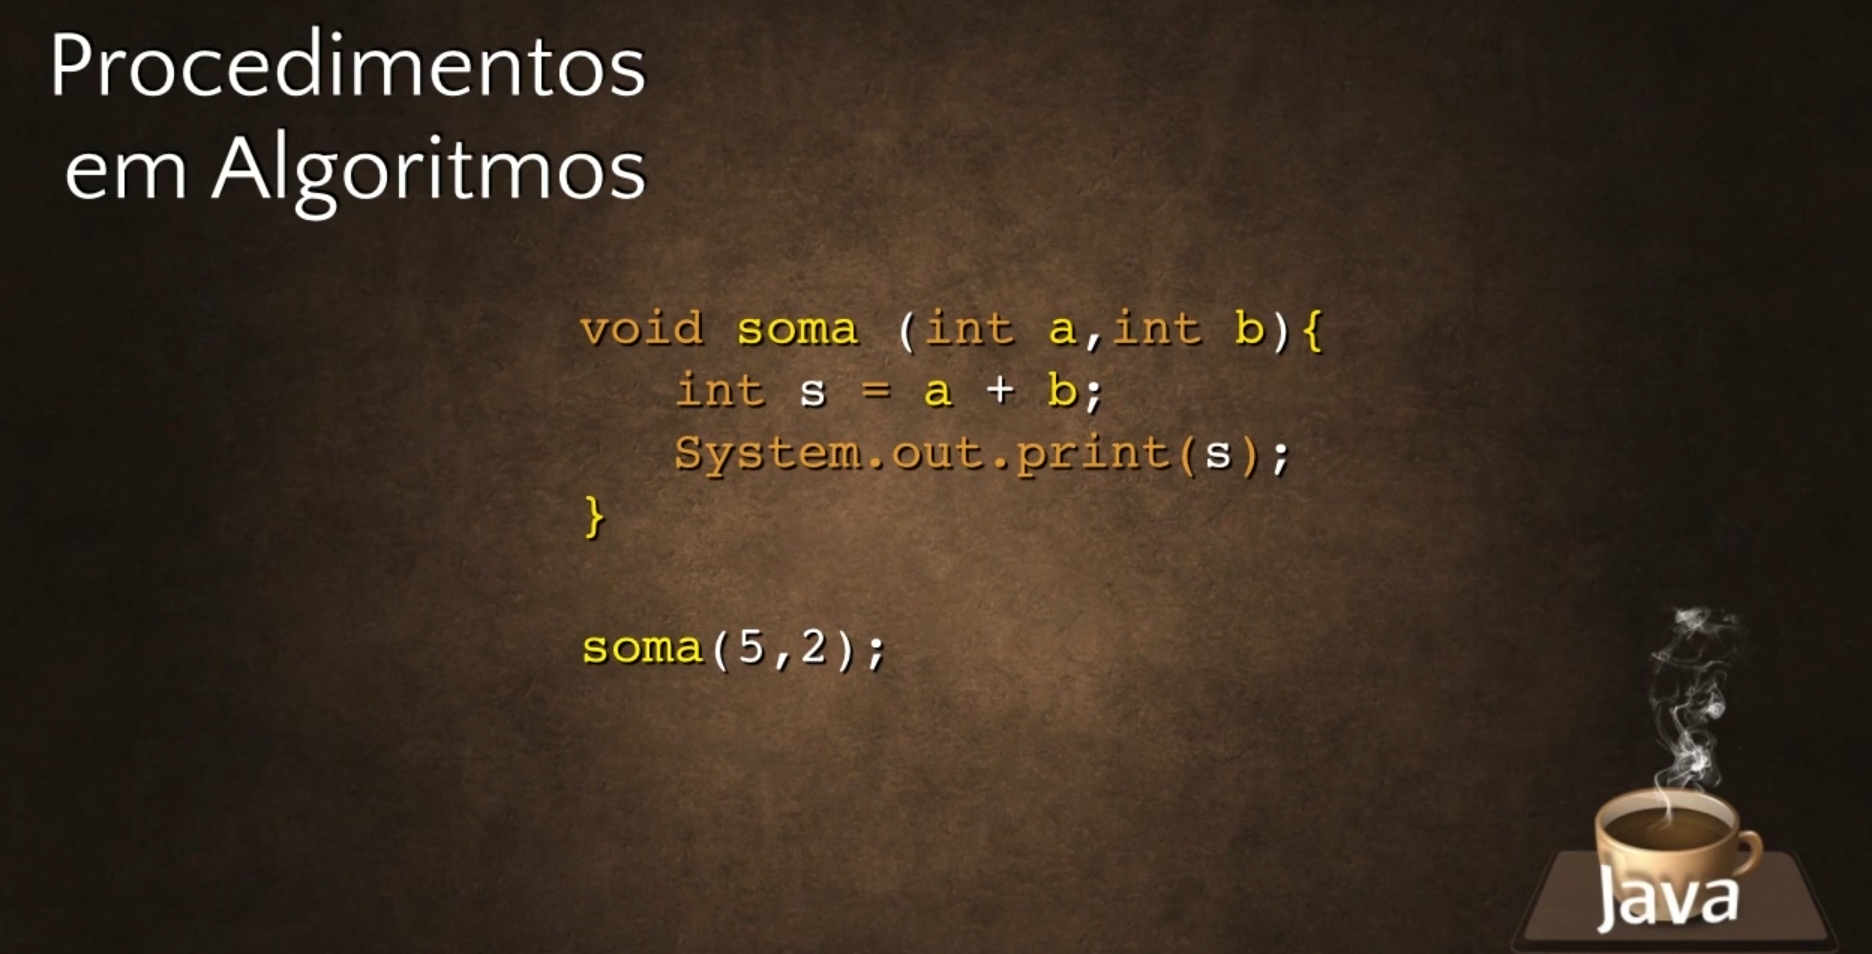 Procedimentos
em Algoritmos
void soma (int a,int b){
int s = a + b;
System.out.print(s);
}
soma(5,2);
Java